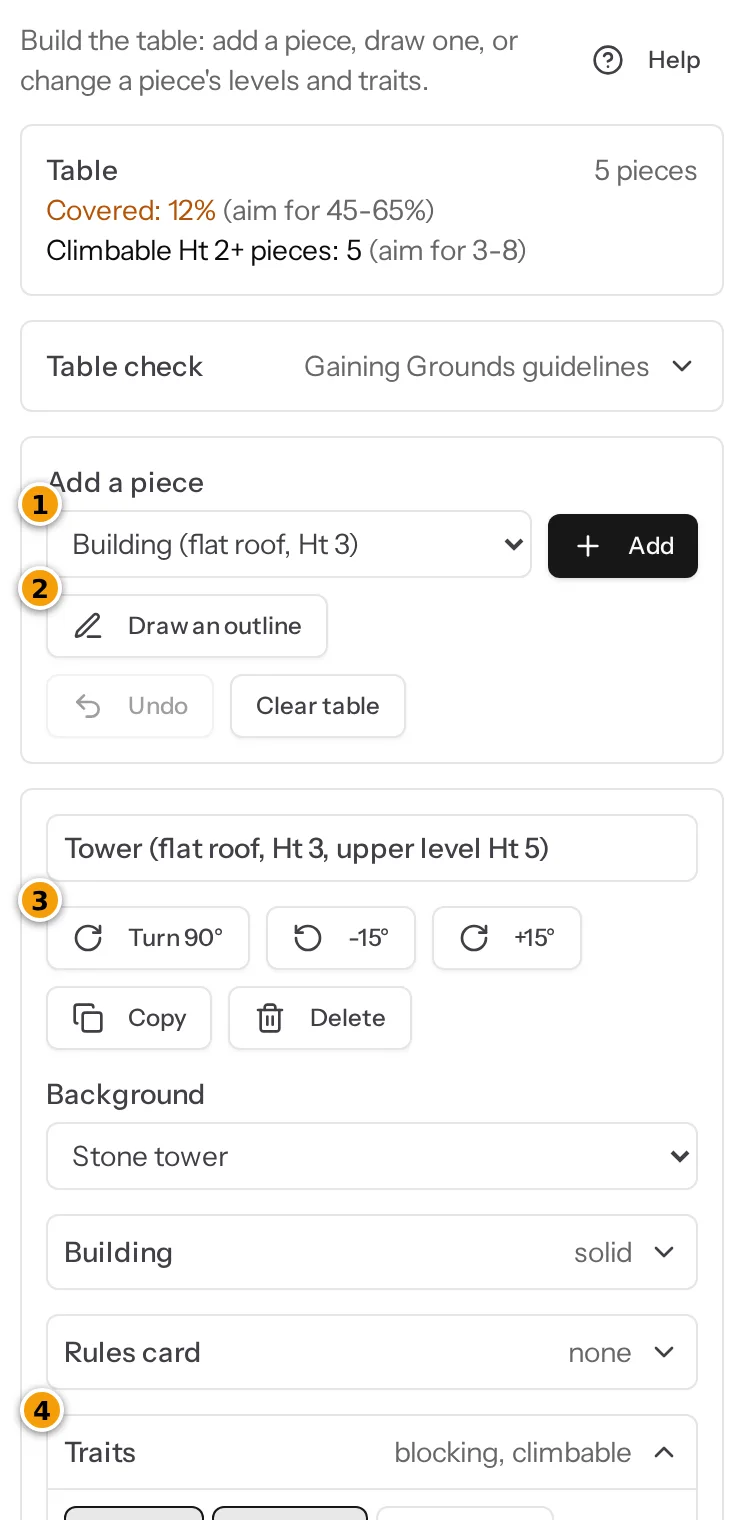 Build the table: add a piece, draw one, or
change a piece's levels and traits.
Help
Table
5 pieces
Covered: 12% (aim for 45-65%)
Climbable Ht 2+ pieces: 5 (aim for 3-8)
Table check
Gaining Grounds guidelines
Add a piece
1
Building (flat roof, Ht 3)
Add
2
Draw an outline
Undo
Clear table
Tower (flat roof, Ht 3, upper level Ht 5)
3
Turn 90°
-15°
+15°
Copy
Delete
Background
Stone tower
Building
solid
Rules card
none
4
Traits
blocking, climbable